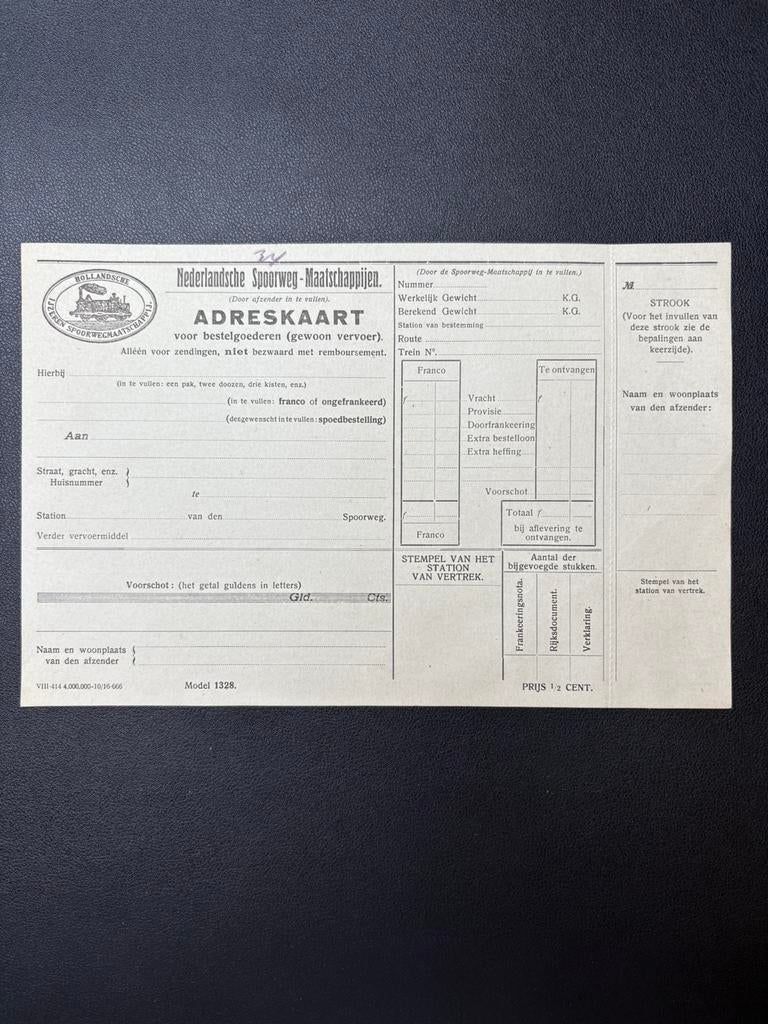 34
HOLLANDSCHE
IJZEREN SPOORWEGMAATSCHAPPIJ.
Nederlandsche Spoorweg-Maatschappijen.
(Door afzender in te vullen).
ADRESKAART
voor bestelgoederen (gewoon vervoer).
Alléén voor zendingen, niet bezwaard met remboursement.
Hierbij
(in te vullen: een pak, twee doozen, drie kisten, enz.)
(in te vullen: franco of ongefrankeerd)
(desgewenscht in te vullen: spoedbestelling)
Aan
Straat, gracht, enz.
Huisnummer
te
Station van den Spoorweg.
Verder vervoermiddel
Voorschot: (het getal guldens in letters)
Gld. Cts.
Naam en woonplaats
van den afzender
VIII-414 4.000.000-10/16-666
Model 1328.
(Door de Spoorweg-Maatschappij in te vullen.)
Nummer
Werkelijk Gewicht K.G.
Berekend Gewicht K.G.
Station van bestemming
Route
Trein No.
Franco
Te ontvangen
f Vracht f
Provisie
Doorfrankeering
Extra bestelloon
Extra heffing
Voorschot
f
Totaal f
Franco
bij aflevering te
ontvangen.
STEMPEL VAN HET
STATION
VAN VERTREK.
Aantal der
bijgevoegde stukken.
Frankeeringsnota.
Rijksdocument.
Verklaring.
PRIJS 1/2 CENT.
№
STROOK
(Voor het invullen van
deze strook zie de
bepalingen aan
keerzijde).
Naam en woonplaats
van den afzender:
Stempel van het
station van vertrek.